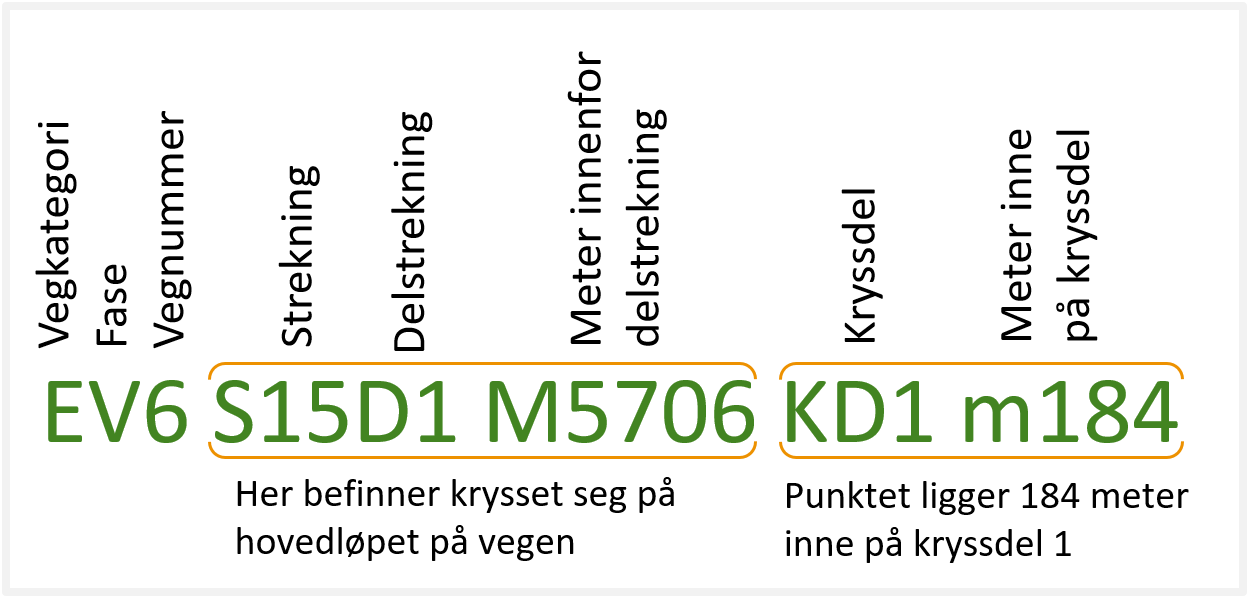 Vegkategori
Fase
Vegnummer
Strekning
Delstrekning
Meter innenfor
delstrekning
Kryssdel
Meter inne
på kryssdel
EV6 S15D1 M5706 KD1 m184
Her befinner krysset seg på
hovedløpet på vegen
Punktet ligger 184 meter
inne på kryssdel 1